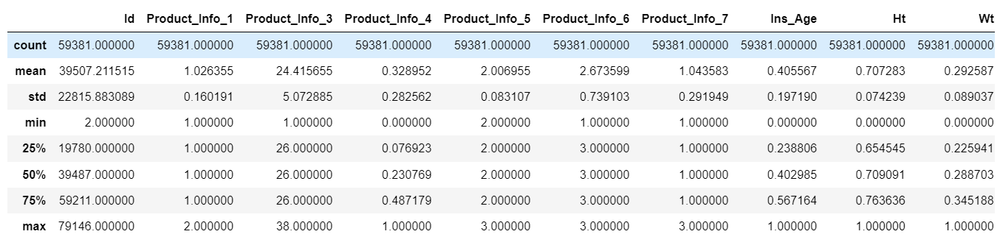 Id Product_Info_1 Product_Info_3 Product_Info_4 Product_Info_5 Product_Info_6 Product_Info_7 Ins_Age Ht Wt
count 59381.000000 59381.000000 59381.000000 59381.000000 59381.000000 59381.000000 59381.000000 59381.000000 59381.000000 59381.000000
mean 39507.211515 1.026355 24.415655 0.328952 2.006955 2.673599 1.043583 0.405567 0.707283 0.292587
std 22815.883089 0.160191 5.072885 0.282562 0.083107 0.739103 0.291949 0.197190 0.074239 0.089037
min 2.000000 1.000000 1.000000 0.000000 2.000000 1.000000 1.000000 0.000000 0.000000 0.000000
25% 19780.000000 1.000000 26.000000 0.076923 2.000000 3.000000 1.000000 0.238806 0.654545 0.225941
50% 39487.000000 1.000000 26.000000 0.230769 2.000000 3.000000 1.000000 0.402985 0.709091 0.288703
75% 59211.000000 1.000000 26.000000 0.487179 2.000000 3.000000 1.000000 0.567164 0.763636 0.345188
max 79146.000000 2.000000 38.000000 1.000000 3.000000 3.000000 3.000000 1.000000 1.000000 1.000000